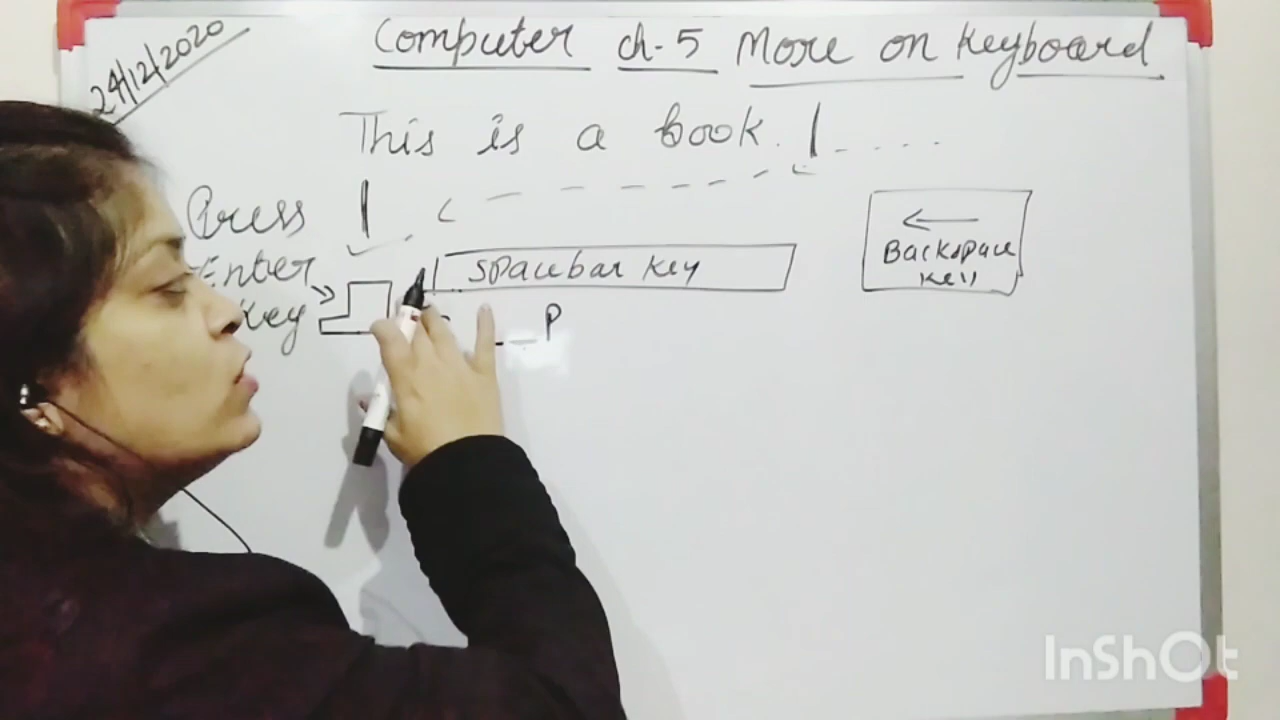 24/12/2020
Computer ch-5 More on Keyboard
This is a book.
Press
Enter
Key
Spacebar Key
Backspace
Key
P
InShOt